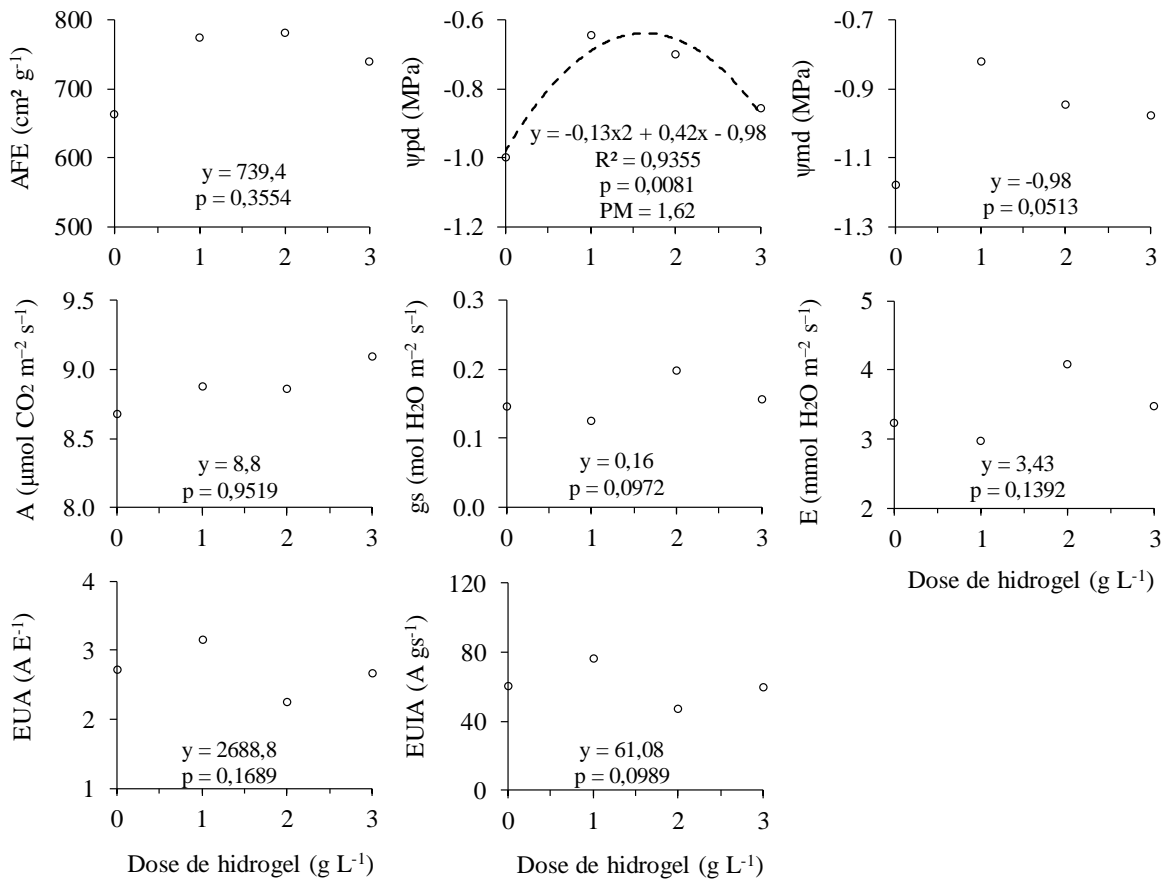 AFE (cm² g⁻¹)
800
700
600
500
y = 739,4
p = 0,3554
0 1 2 3
ψpd (MPa)
-0.6
-0.8
-1.0
-1.2
y = -0,13x2 + 0,42x - 0,98
R² = 0,9355
p = 0,0081
PM = 1,62
0 1 2 3
ψmd (MPa)
-0.7
-0.9
-1.1
-1.3
y = -0,98
p = 0,0513
0 1 2 3
A (µmol CO₂ m⁻² s⁻¹)
9.5
9.0
8.5
8.0
y = 8,8
p = 0,9519
0 1 2 3
gs (mol H₂O m⁻² s⁻¹)
0.3
0.2
0.1
0.0
y = 0,16
p = 0,0972
0 1 2 3
E (mmol H₂O m⁻² s⁻¹)
5
4
3
2
y = 3,43
p = 0,1392
0 1 2 3
Dose de hidrogel (g L⁻¹)
EUA (A E⁻¹)
4
3
2
1
y = 2688,8
p = 0,1689
0 1 2 3
Dose de hidrogel (g L⁻¹)
EUIA (A gs⁻¹)
120
80
40
0
y = 61,08
p = 0,0989
0 1 2 3
Dose de hidrogel (g L⁻¹)